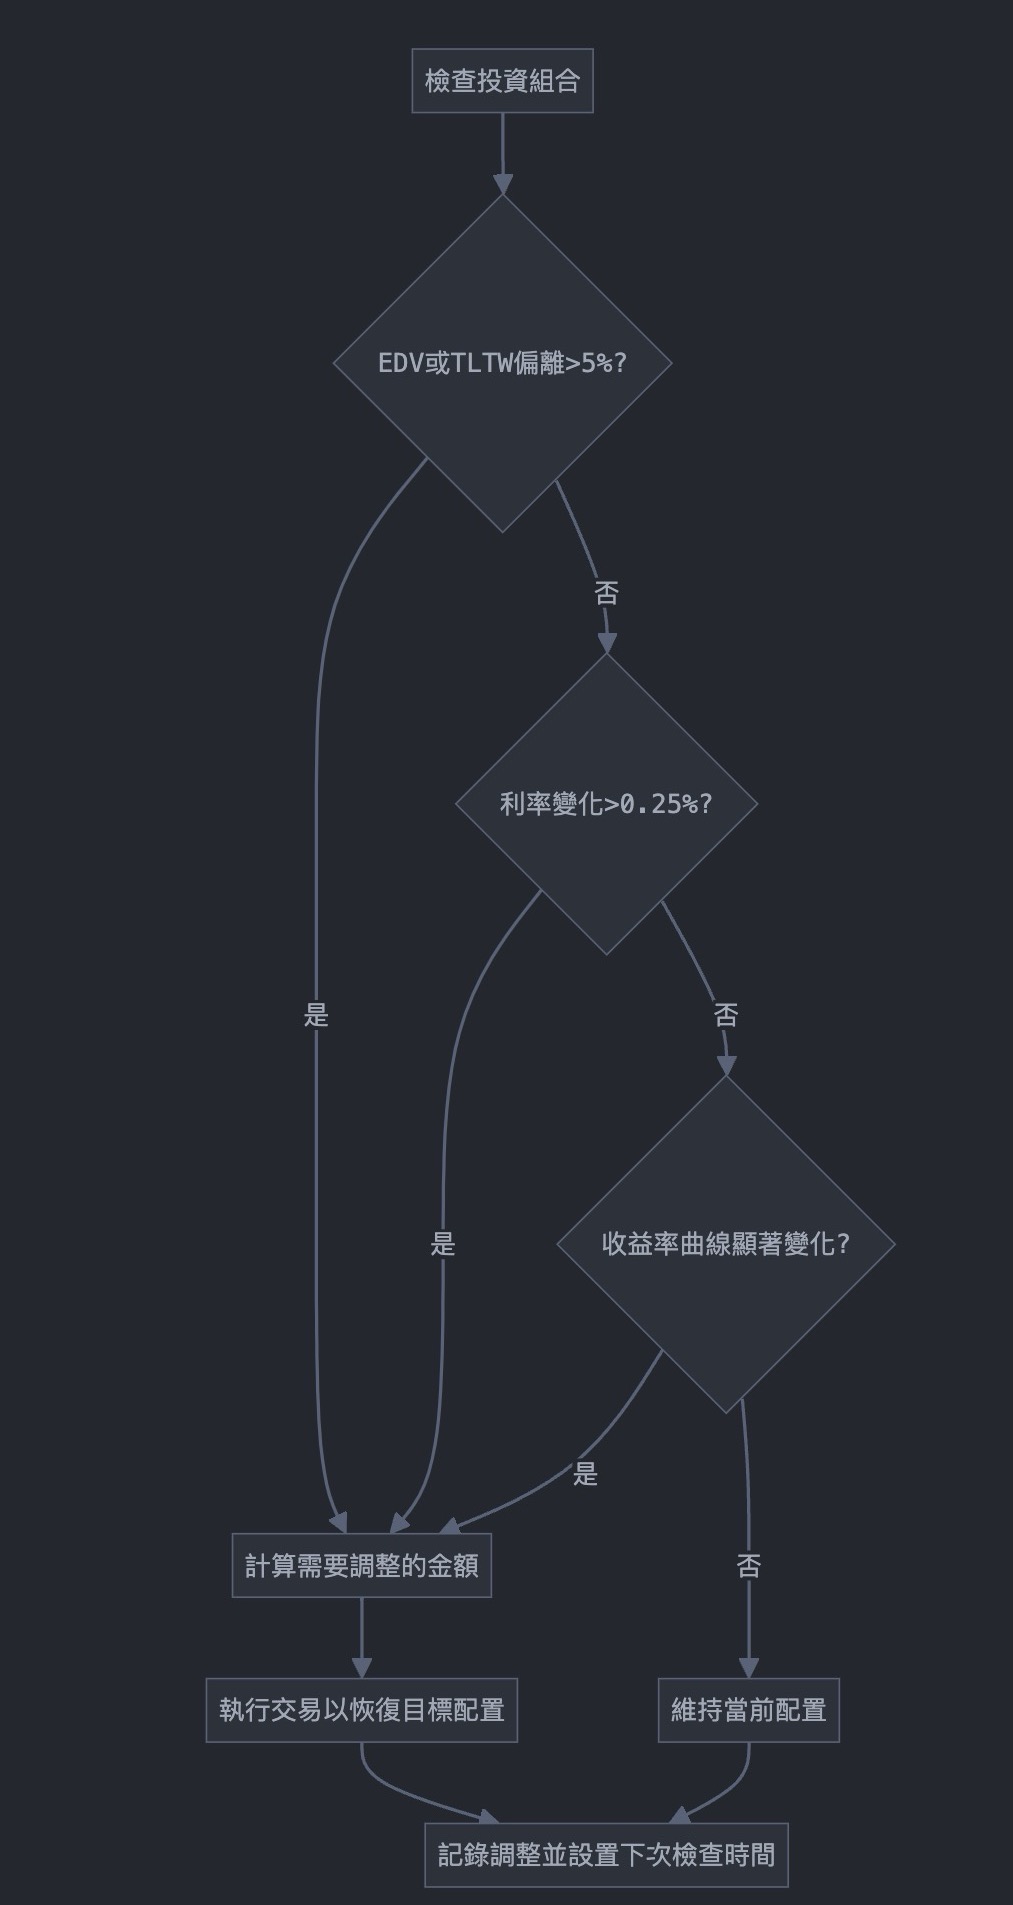 檢查投資組合
EDV或TLTW偏離>5%?
否
利率變化>0.25%?
是
否
是
收益率曲線顯著變化?
是
計算需要調整的金額
否
執行交易以恢復目標配置
維持當前配置
記錄調整並設置下次檢查時間